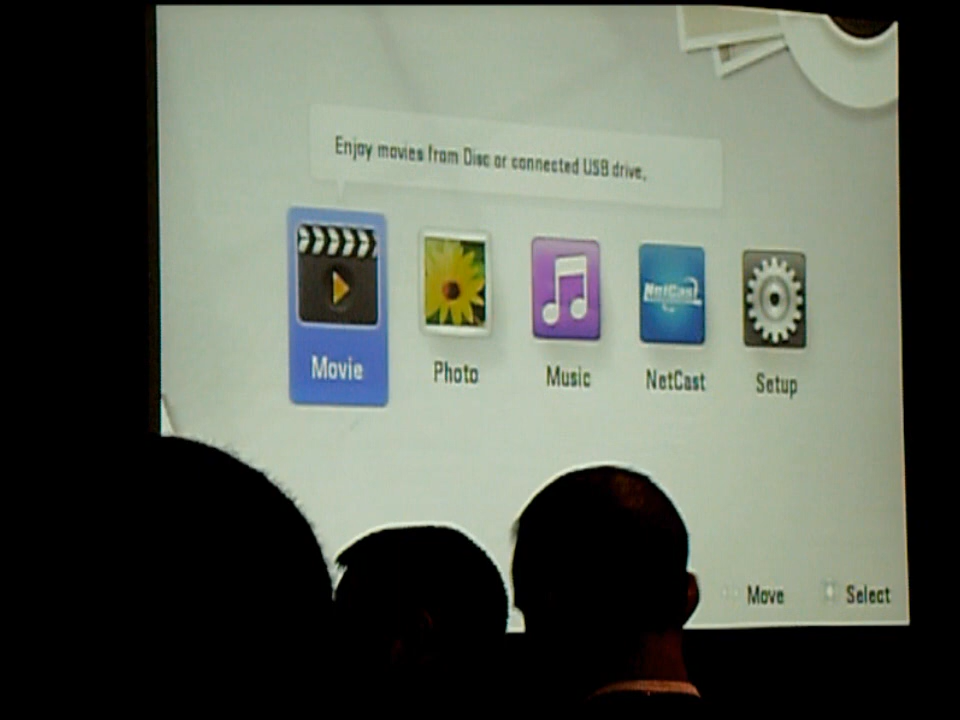 Enjoy movies from Disc or connected USB drive.
NetCast
Movie
Photo
Music
NetCast
Setup
Move
Select